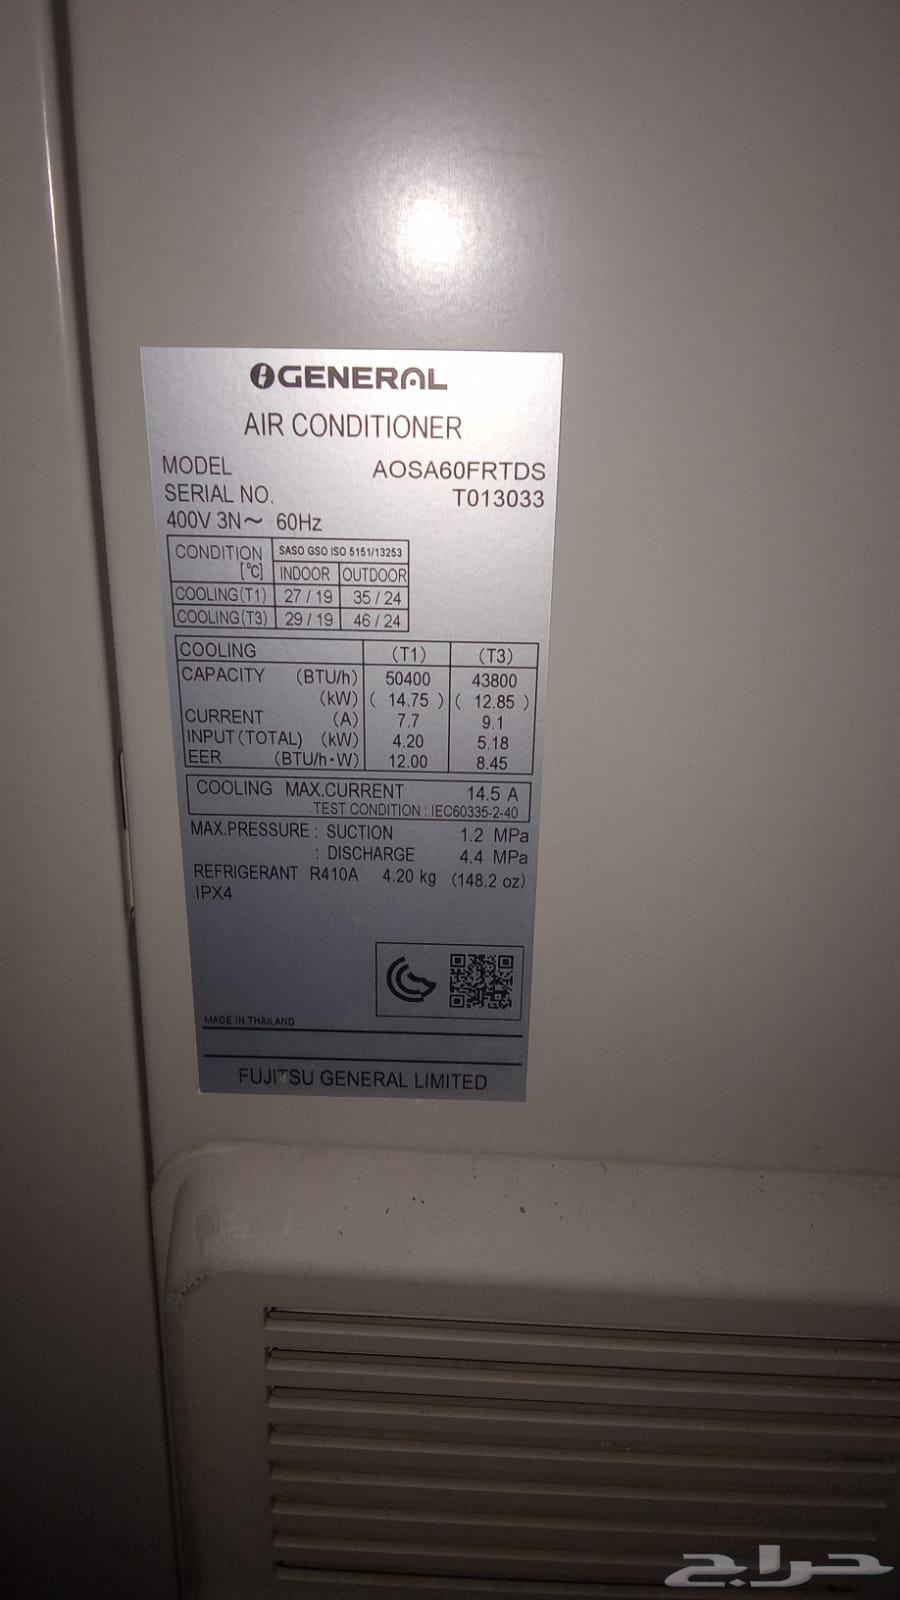 GENERAL
AIR CONDITIONER
MODEL AOSA60FRTDS
SERIAL NO. T013033
400V 3N～ 60Hz
CONDITION [℃] SASO GSO ISO 5151/13253
INDOOR OUTDOOR
COOLING(T1) 27 / 19 35 / 24
COOLING(T3) 29 / 19 46 / 24
COOLING (T1) (T3)
CAPACITY (BTU/h) 50400 43800
(kW) ( 14.75 ) ( 12.85 )
CURRENT (A) 7.7 9.1
INPUT(TOTAL) (kW) 4.20 5.18
EER (BTU/h･W) 12.00 8.45
COOLING MAX.CURRENT 14.5 A
TEST CONDITION : IEC60335-2-40
MAX.PRESSURE : SUCTION 1.2 MPa
: DISCHARGE 4.4 MPa
REFRIGERANT R410A 4.20 kg (148.2 oz)
IPX4
MADE IN THAILAND
FUJITSU GENERAL LIMITED
حراج